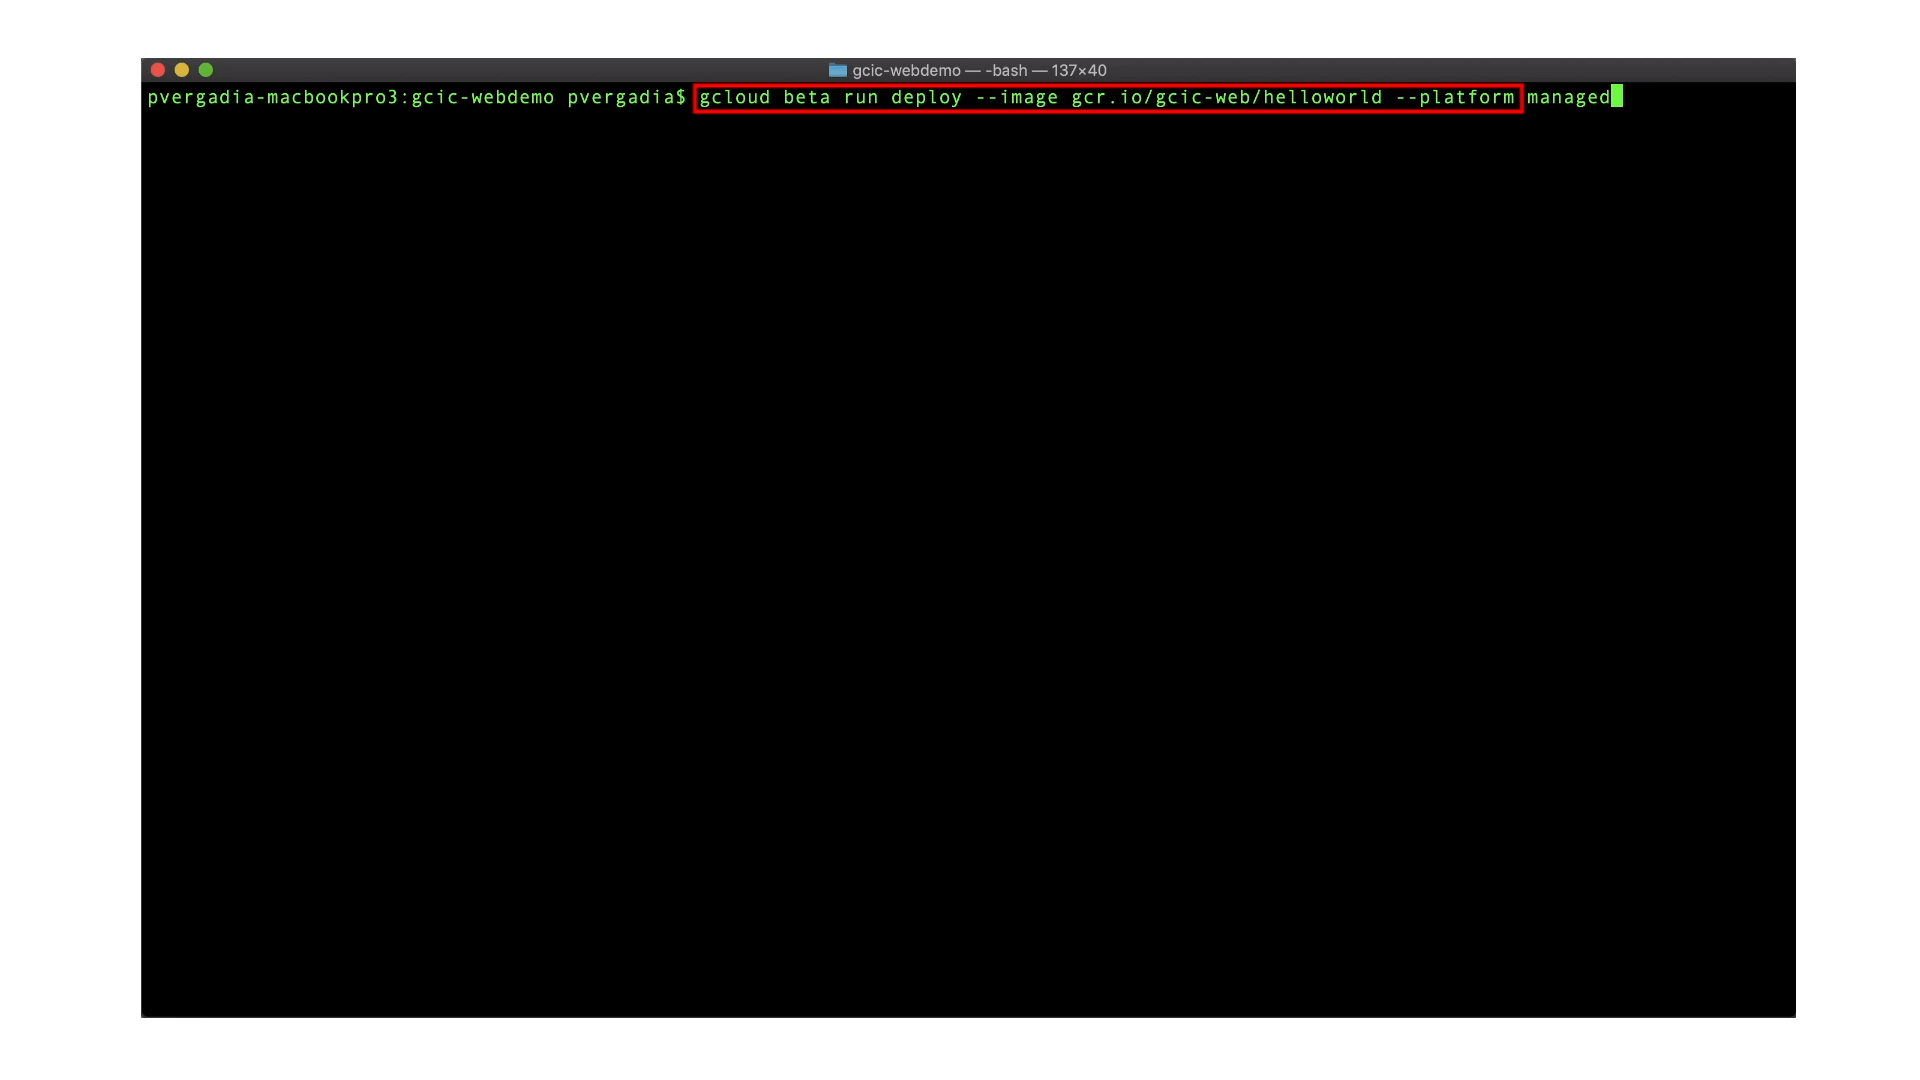 gcic-webdemo — -bash — 137×40
pvergadia-macbookpro3:gcic-webdemo pvergadia$ gcloud beta run deploy --image gcr.io/gcic-web/helloworld --platform managed